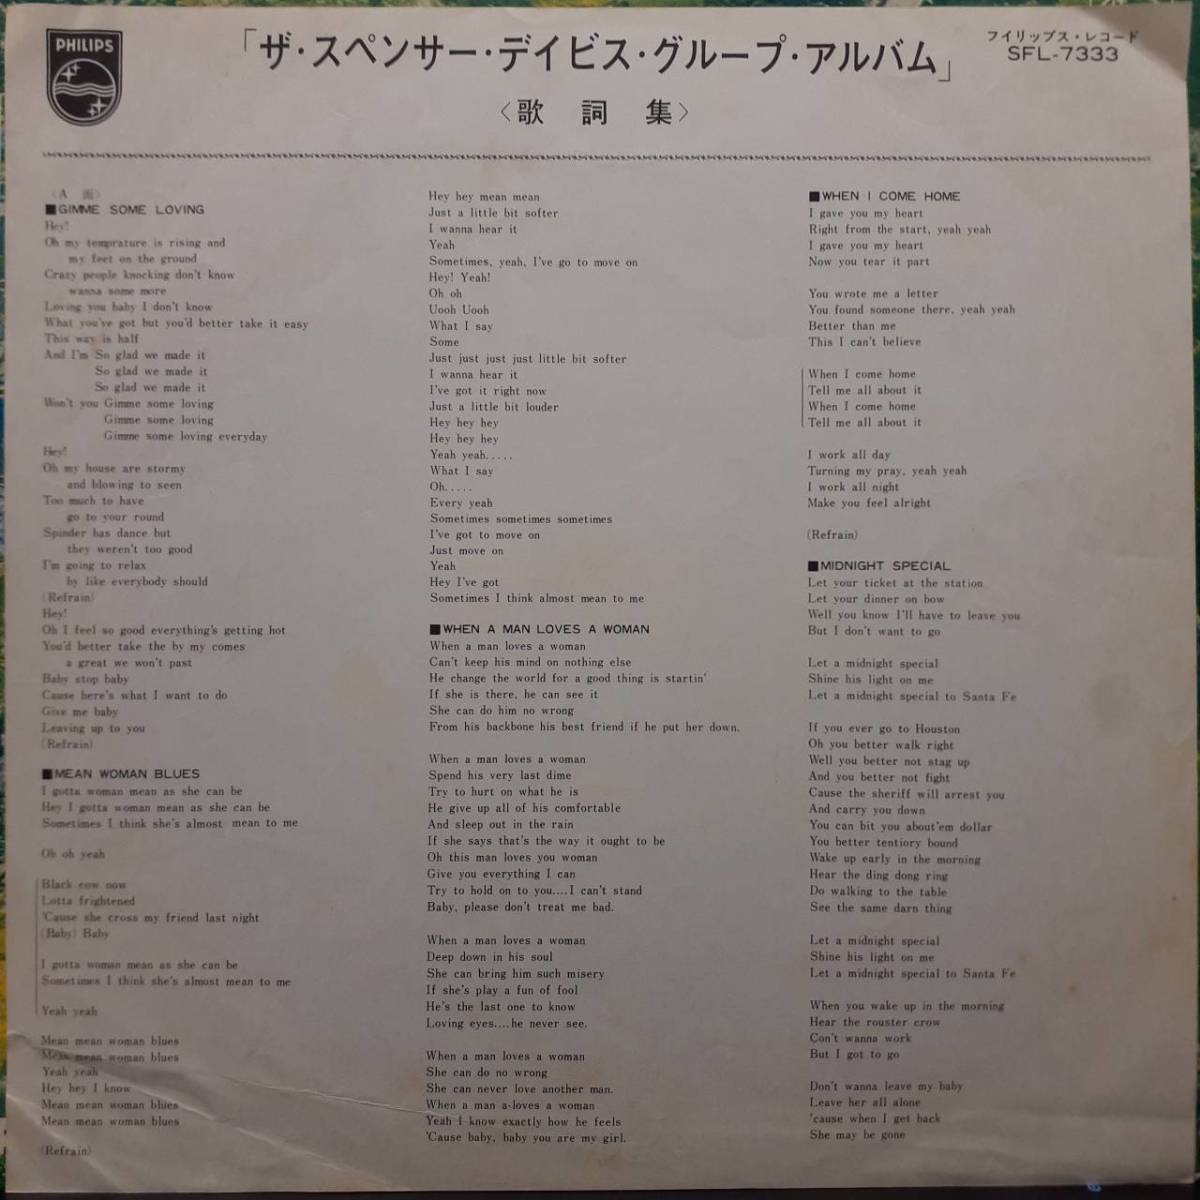 PHILIPS
「ザ・スペンサー・デイビス・グループ・アルバム」
フイリップス・レコード
SFL-7333
〈歌 詞 集〉
〈A 面〉
■GIMME SOME LOVING
Hey!
Oh my temprature is rising and
my feet on the ground
Crazy people knocking don't know
wanna some more
Loving you baby I don't know
What you've got but you'd better take it easy
This way is half
And I'm So glad we made it
So glad we made it
So glad we made it
Won't you Gimme some loving
Gimme some loving
Gimme some loving everyday
Hey!
Oh my house are stormy
and blowing to seen
Too much to have
go to your round
Spinder has dance but
they weren't too good
I'm going to relax
by like everybody should
(Refrain)
Hey!
Oh I feel so good everything's getting hot
You'd better take the by my comes
a great we won't past
Baby stop baby
Cause here's what I want to do
Give me baby
Leaving up to you
(Refrain)
■MEAN WOMAN BLUES
I gotta woman mean as she can be
Hey I gotta woman mean as she can be
Sometimes I think she's almost mean to me
Oh oh yeah
Black cow now
Lotta frightened
'Cause she cross my friend last night
(Baby) Baby
I gotta woman mean as she can be
Sometimes I think she's almost mean to me
Yeah yeah
Mean mean woman blues
Mean mean woman blues
Yeah yeah
Hey hey I know
Mean mean woman blues
Mean mean woman blues
(Refrain)
Hey hey mean mean
Just a little bit softer
I wanna hear it
Yeah
Sometimes, yeah, I've go to move on
Hey! Yeah!
Oh oh
Uooh Uooh
What I say
Some
Just just just just little bit softer
I wanna hear it
I've got it right now
Just a little bit louder
Hey hey hey
Hey hey hey
Yeah yeah.....
What I say
Oh.....
Every yeah
Sometimes sometimes sometimes
I've got to move on
Just move on
Yeah
Hey I've got
Sometimes I think almost mean to me
■WHEN A MAN LOVES A WOMAN
When a man loves a woman
Can't keep his mind on nothing else
He change the world for a good thing is startin'
If she is there, he can see it
She can do him no wrong
From his backbone his best friend if he put her down.
When a man loves a woman
Spend his very last dime
Try to hurt on what he is
He give up all of his comfortable
And sleep out in the rain
If she says that's the way it ought to be
Oh this man loves you woman
Give you everything I can
Try to hold on to you....I can't stand
Baby, please don't treat me bad.
When a man loves a woman
Deep down in his soul
She can bring him such misery
If she's play a fun of fool
He's the last one to know
Loving eyes....he never see.
When a man loves a woman
She can do no wrong
She can never love another man.
When a man a-loves a woman
Yeah I know exactly how he feels
'Cause baby, baby you are my girl.
■WHEN I COME HOME
I gave you my heart
Right from the start, yeah yeah
I gave you my heart
Now you tear it part
You wrote me a letter
You found someone there, yeah yeah
Better than me
This I can't believe
When I come home
Tell me all about it
When I come home
Tell me all about it
I work all day
Turning my pray, yeah yeah
I work all night
Make you feel alright
(Refrain)
■MIDNIGHT SPECIAL
Let your ticket at the station
Let your dinner on bow
Well you know I'll have to leave you
But I don't want to go
Let a midnight special
Shine his light on me
Let a midnight special to Santa Fe
If you ever go to Houston
Oh you better walk right
Well you better not stag up
And you better not fight
Cause the sheriff will arrest you
And carry you down
You can bit you about'em dollar
You better tentiory bound
Wake up early in the morning
Hear the ding dong ring
Do walking to the table
See the same darn thing
Let a midnight special
Shine his light on me
Let a midnight special to Santa Fe
When you wake up in the morning
Hear the rouster crow
Con't wanna work
But I got to go
Don't wanna leave my baby
Leave her all alone
'cause when I get back
She may be gone